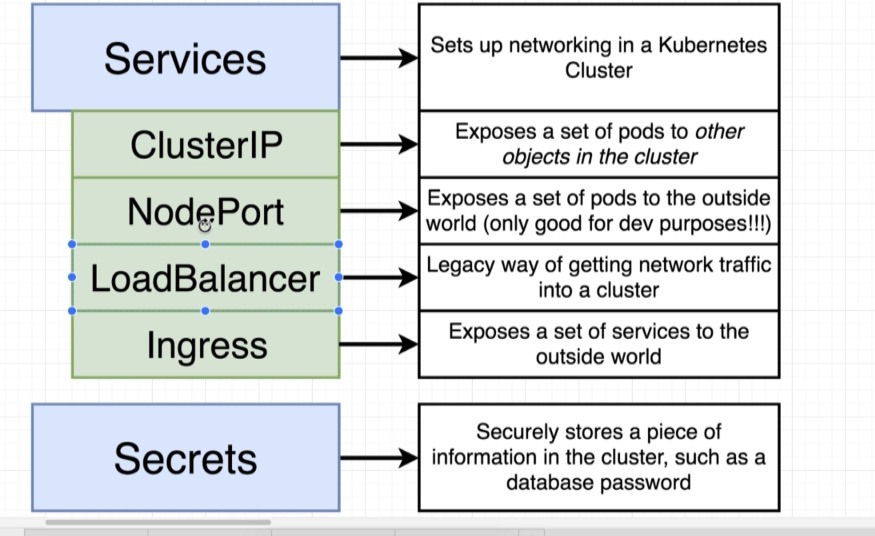 Services
Sets up networking in a Kubernetes
Cluster
ClusterIP
Exposes a set of pods to other
objects in the cluster
NodePort
Exposes a set of pods to the outside
world (only good for dev purposes!!!)
LoadBalancer
Legacy way of getting network traffic
into a cluster
Ingress
Exposes a set of services to the
outside world
Secrets
Securely stores a piece of
information in the cluster, such as a
database password